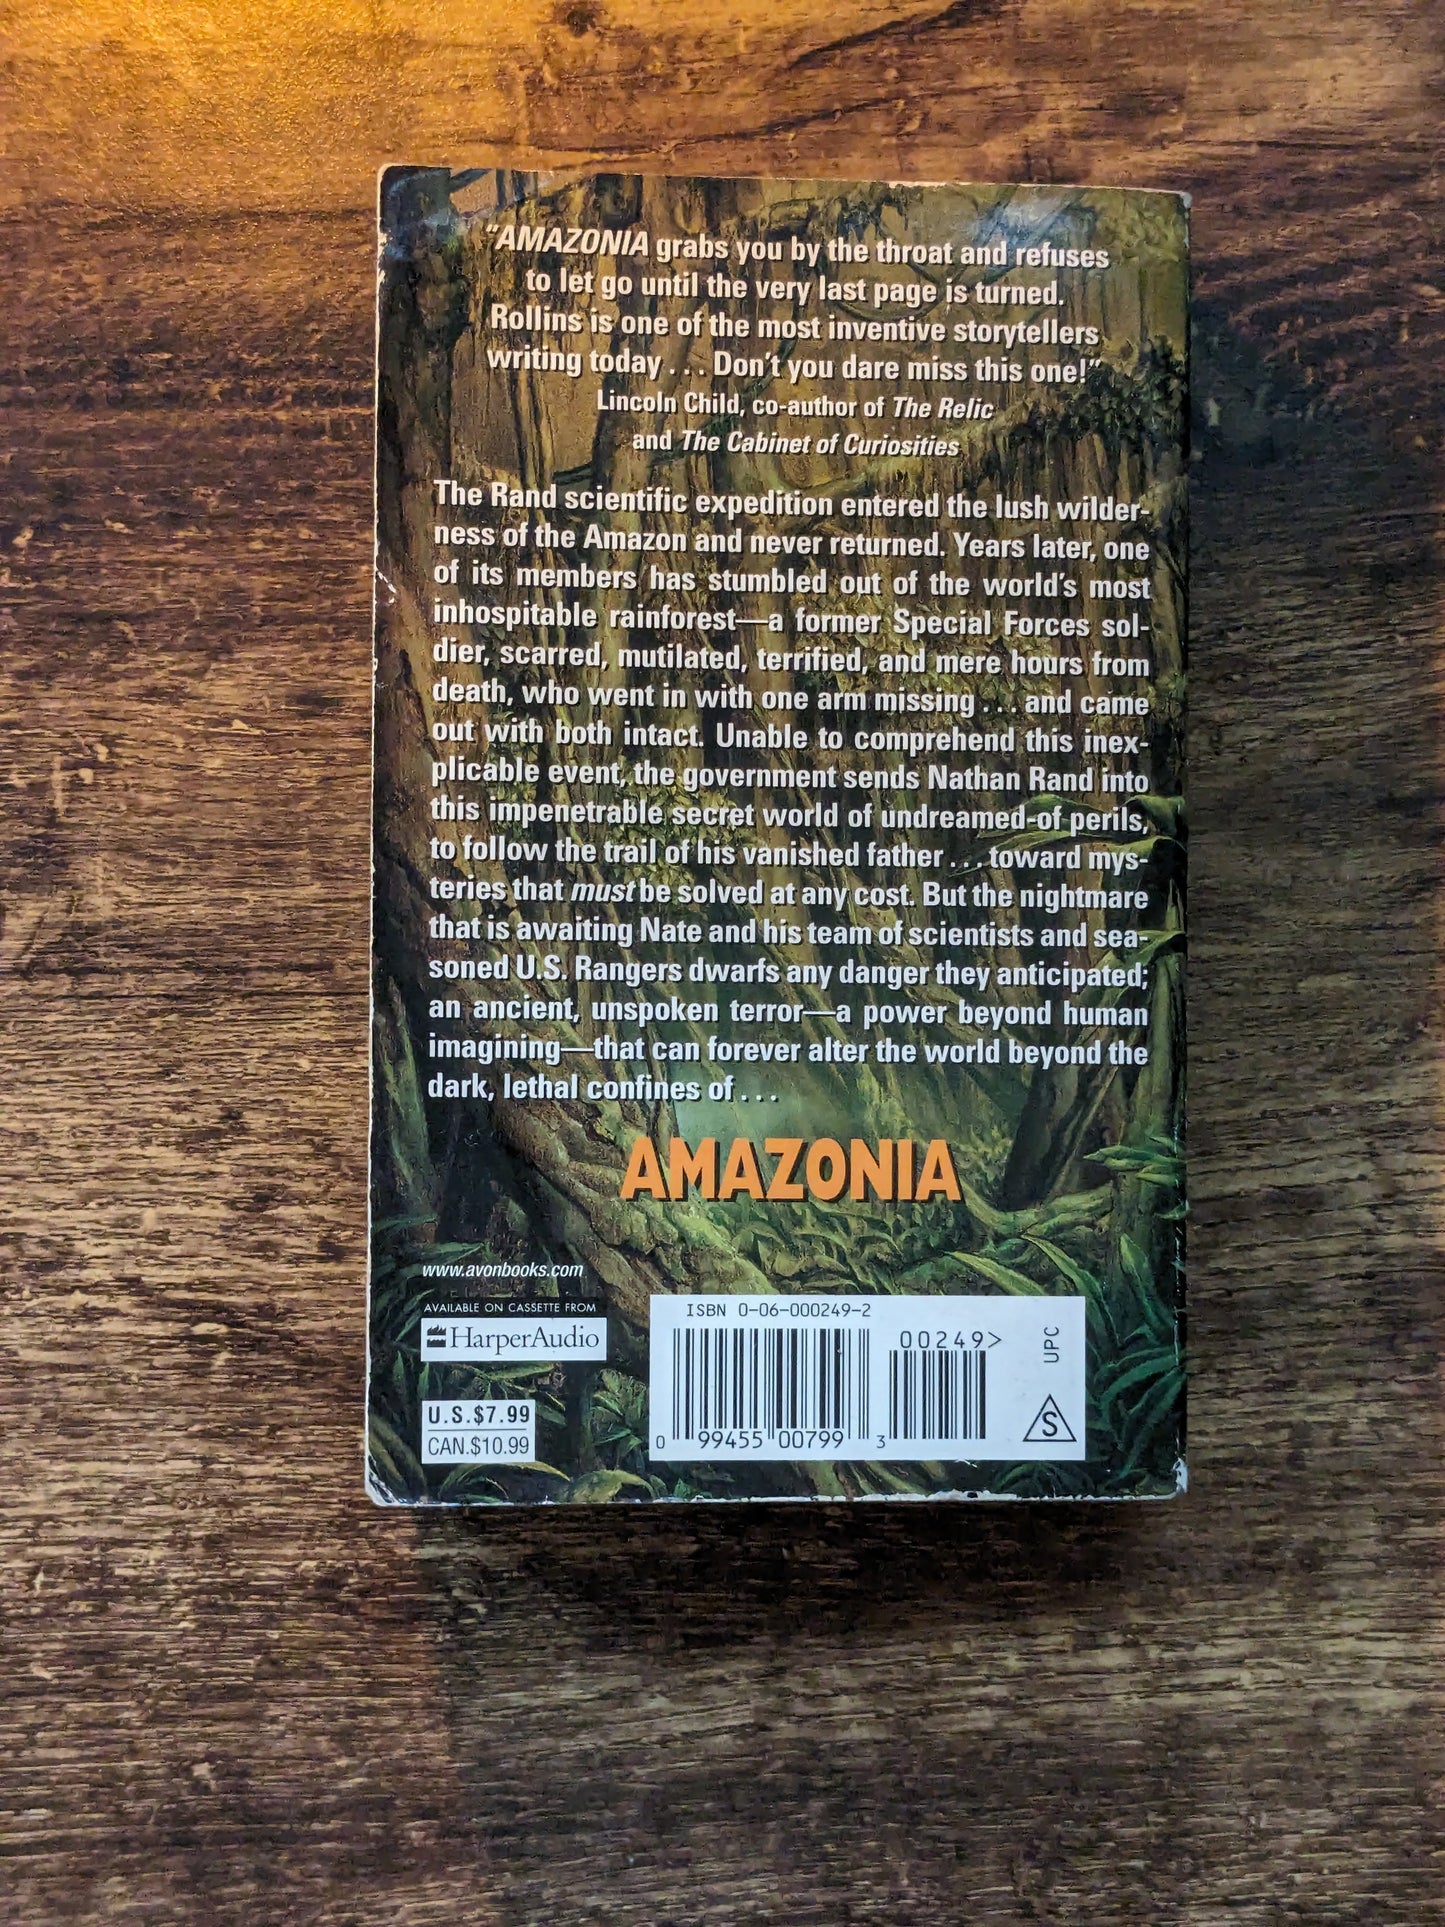 "AMAZONIA grabs you by the throat and refuses
to let go until the very last page is turned.
Rollins is one of the most inventive storytellers
writing today . . . Don't you dare miss this one!"
Lincoln Child, co-author of The Relic
and The Cabinet of Curiosities
The Rand scientific expedition entered the lush wilder-
ness of the Amazon and never returned. Years later, one
of its members has stumbled out of the world's most
inhospitable rainforest—a former Special Forces sol-
dier, scarred, mutilated, terrified, and mere hours from
death, who went in with one arm missing . . . and came
out with both intact. Unable to comprehend this inex-
plicable event, the government sends Nathan Rand into
this impenetrable secret world of undreamed-of perils,
to follow the trail of his vanished father . . . toward mys-
teries that must be solved at any cost. But the nightmare
that is awaiting Nate and his team of scientists and sea-
soned U.S. Rangers dwarfs any danger they anticipated;
an ancient, unspoken terror—a power beyond human
imagining—that can forever alter the world beyond the
dark, lethal confines of . . .
AMAZONIA
www.avonbooks.com
AVAILABLE ON CASSETTE FROM
HarperAudio
U.S.$7.99
CAN.$10.99
ISBN 0-06-000249-2
00249>
UPC
S
0 99455 00799 3